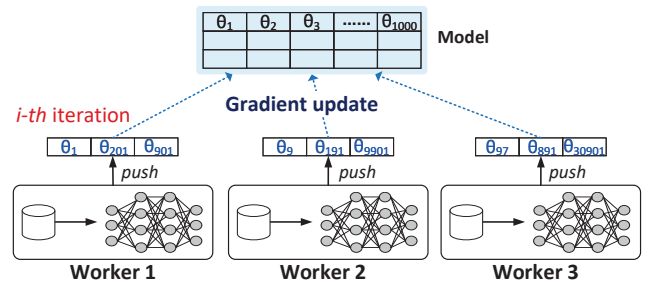 θ1 θ2 θ3 ...... θ1000
Model
i-th iteration
Gradient update
θ1 θ201 θ901
θ9 θ191 θ9901
θ97 θ891 θ30901
push push push
Worker 1 Worker 2 Worker 3